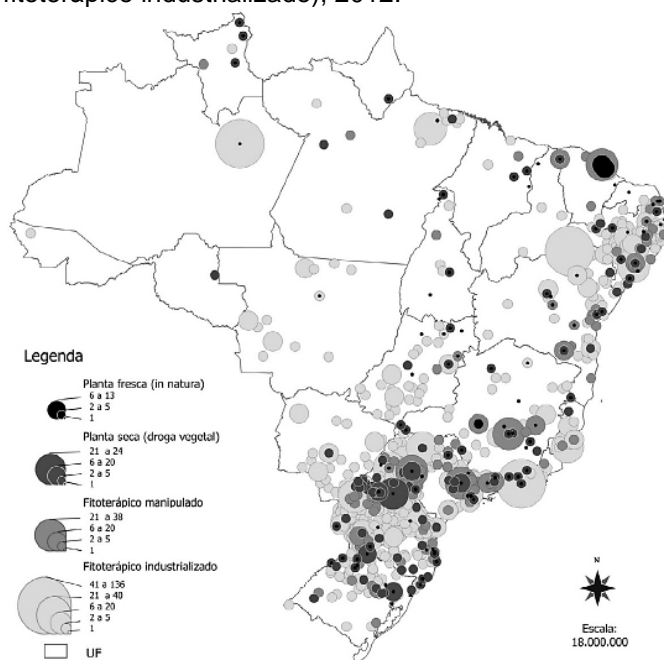 fitoterápico industrializado), 2012.
Legenda
Planta fresca (in natura)
6 a 13
2 a 5
1
Planta seca (droga vegetal)
21 a 24
6 a 20
2 a 5
1
Fitoterápico manipulado
21 a 38
6 a 20
2 a 5
1
Fitoterápico industrializado
41 a 136
21 a 40
6 a 20
2 a 5
1
UF
N
Escala:
18.000.000